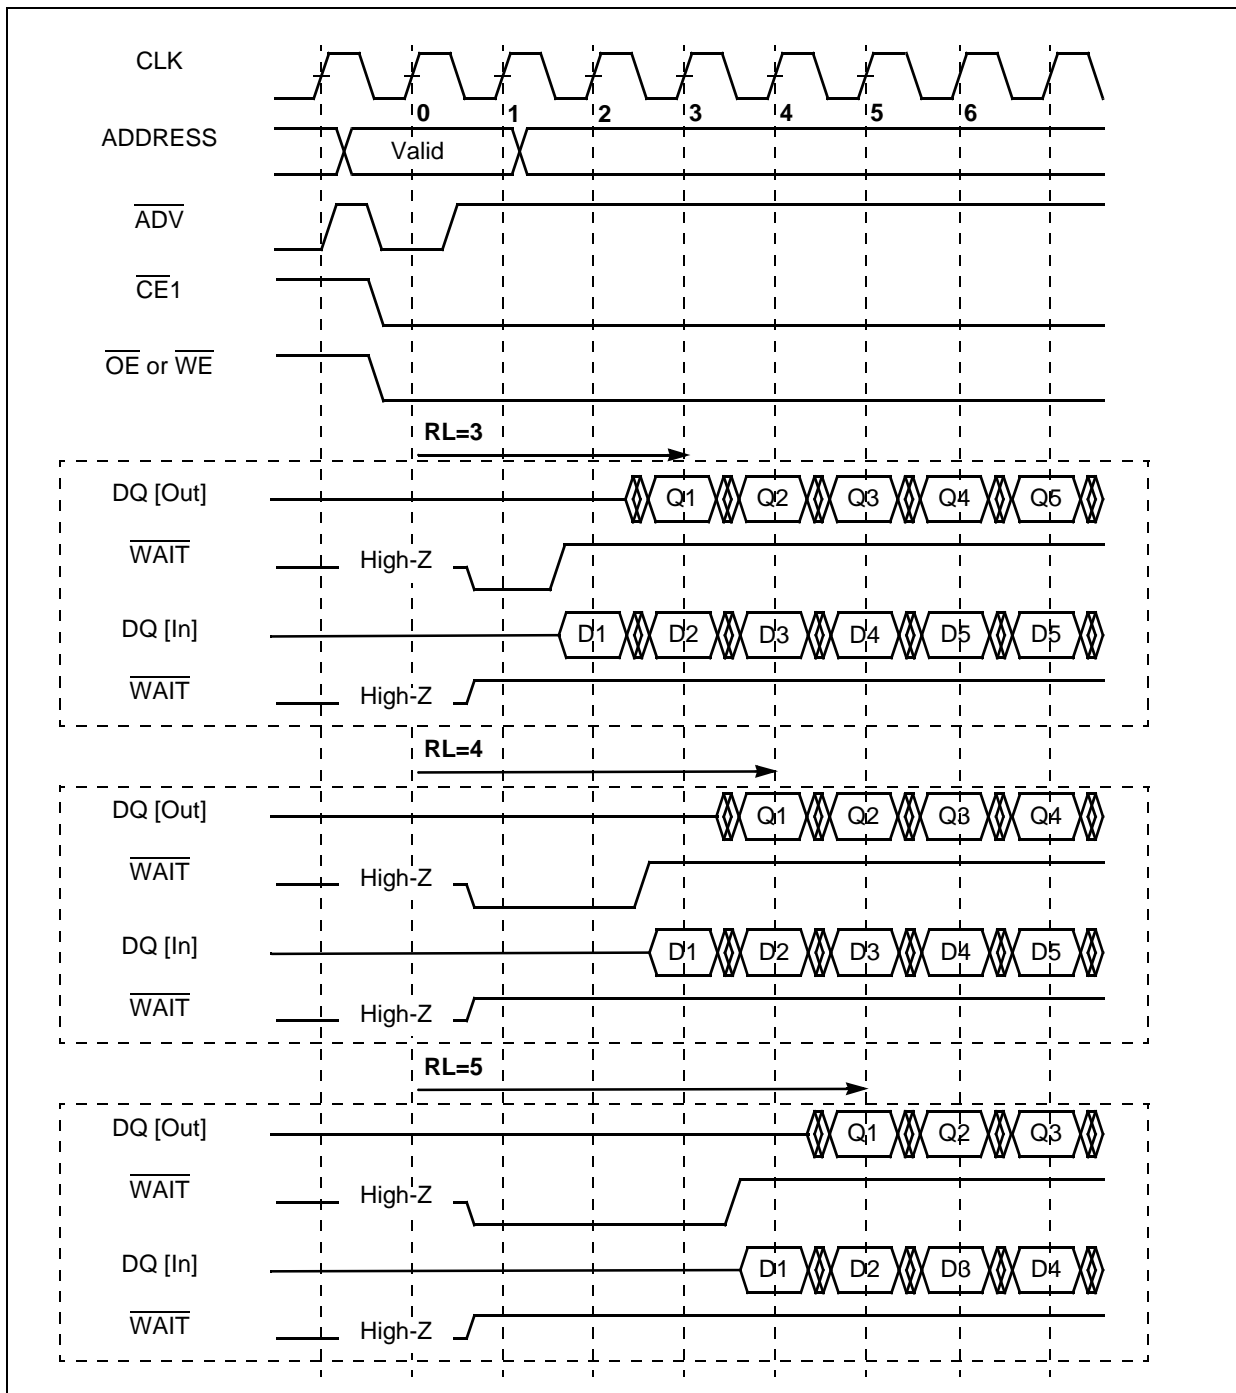 CLK
0 1 2 3 4 5 6
ADDRESS Valid
ADV
CE1
OE or WE
RL=3
DQ [Out] Q1 Q2 Q3 Q4 Q5
WAIT High-Z
DQ [In] D1 D2 D3 D4 D5 D5
WAIT High-Z
RL=4
DQ [Out] Q1 Q2 Q3 Q4
WAIT High-Z
DQ [In] D1 D2 D3 D4 D5
WAIT High-Z
RL=5
DQ [Out] Q1 Q2 Q3
WAIT High-Z
DQ [In] D1 D2 D3 D4
WAIT High-Z